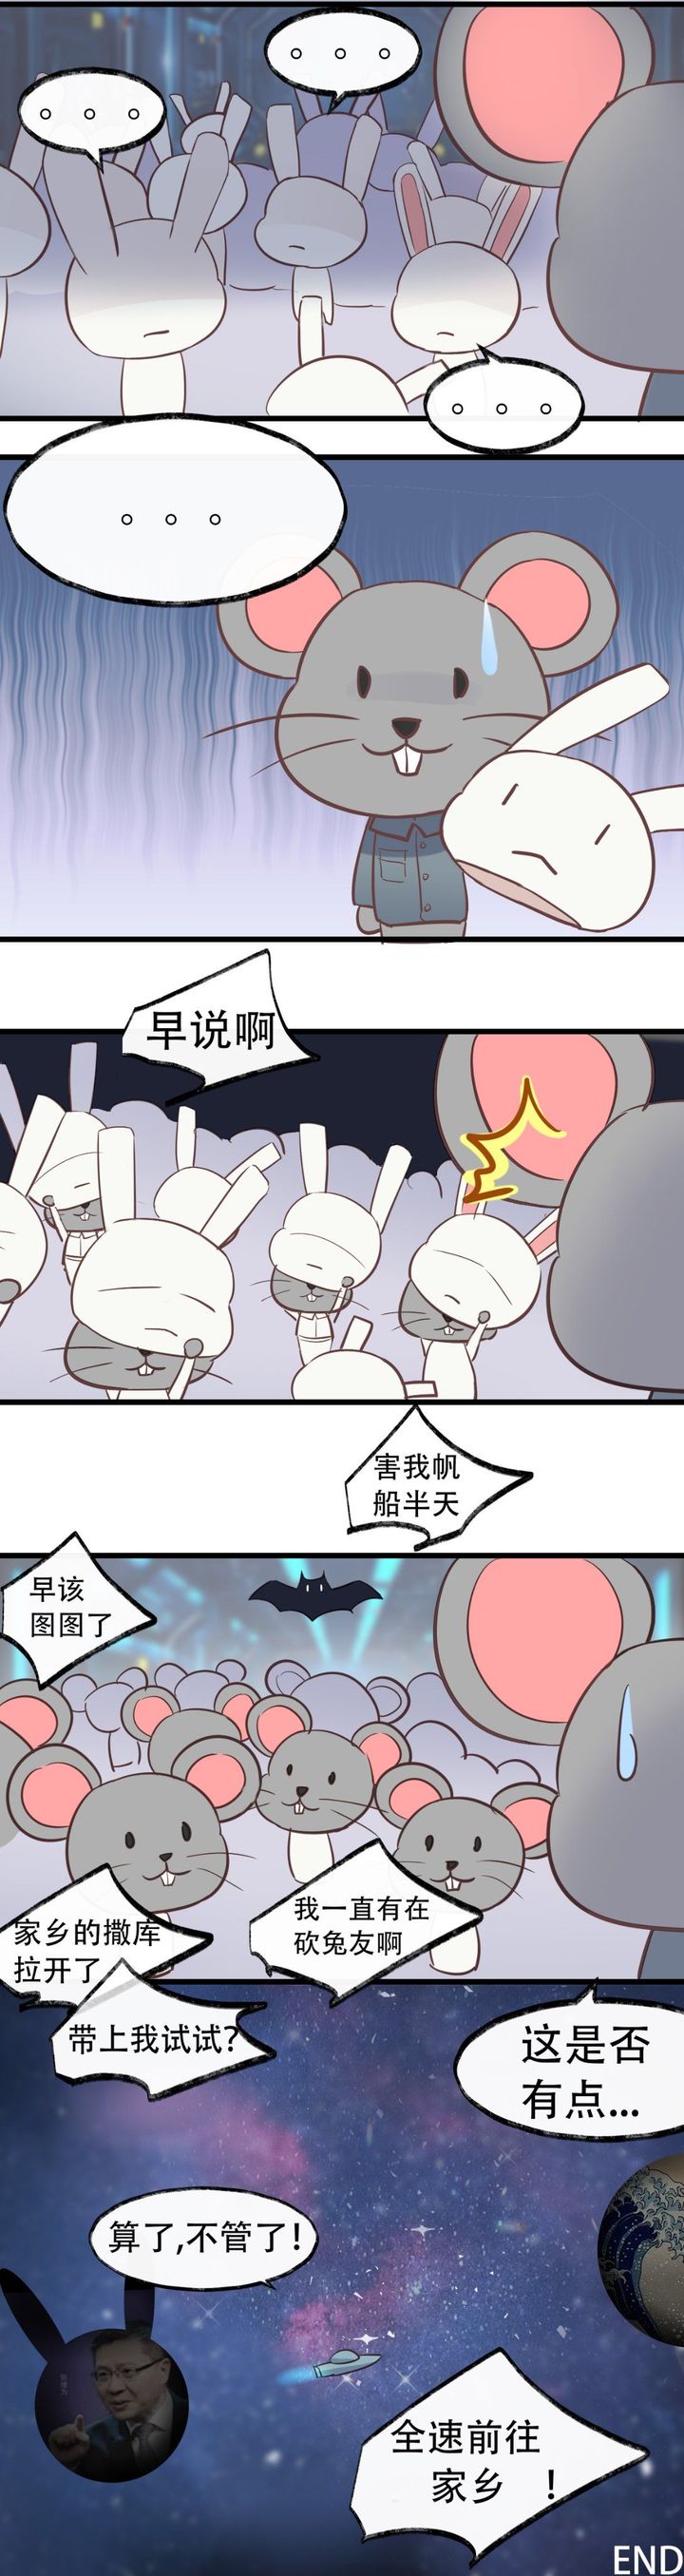 。。。
。。。
。。。
。。。
早说啊
害我帆
船半天
早该
图图了
我一直有在
砍兔友啊
家乡的撒库
拉开了
带上我试试?
这是否
有点...
算了,不管了!
全速前往
家乡 !
END